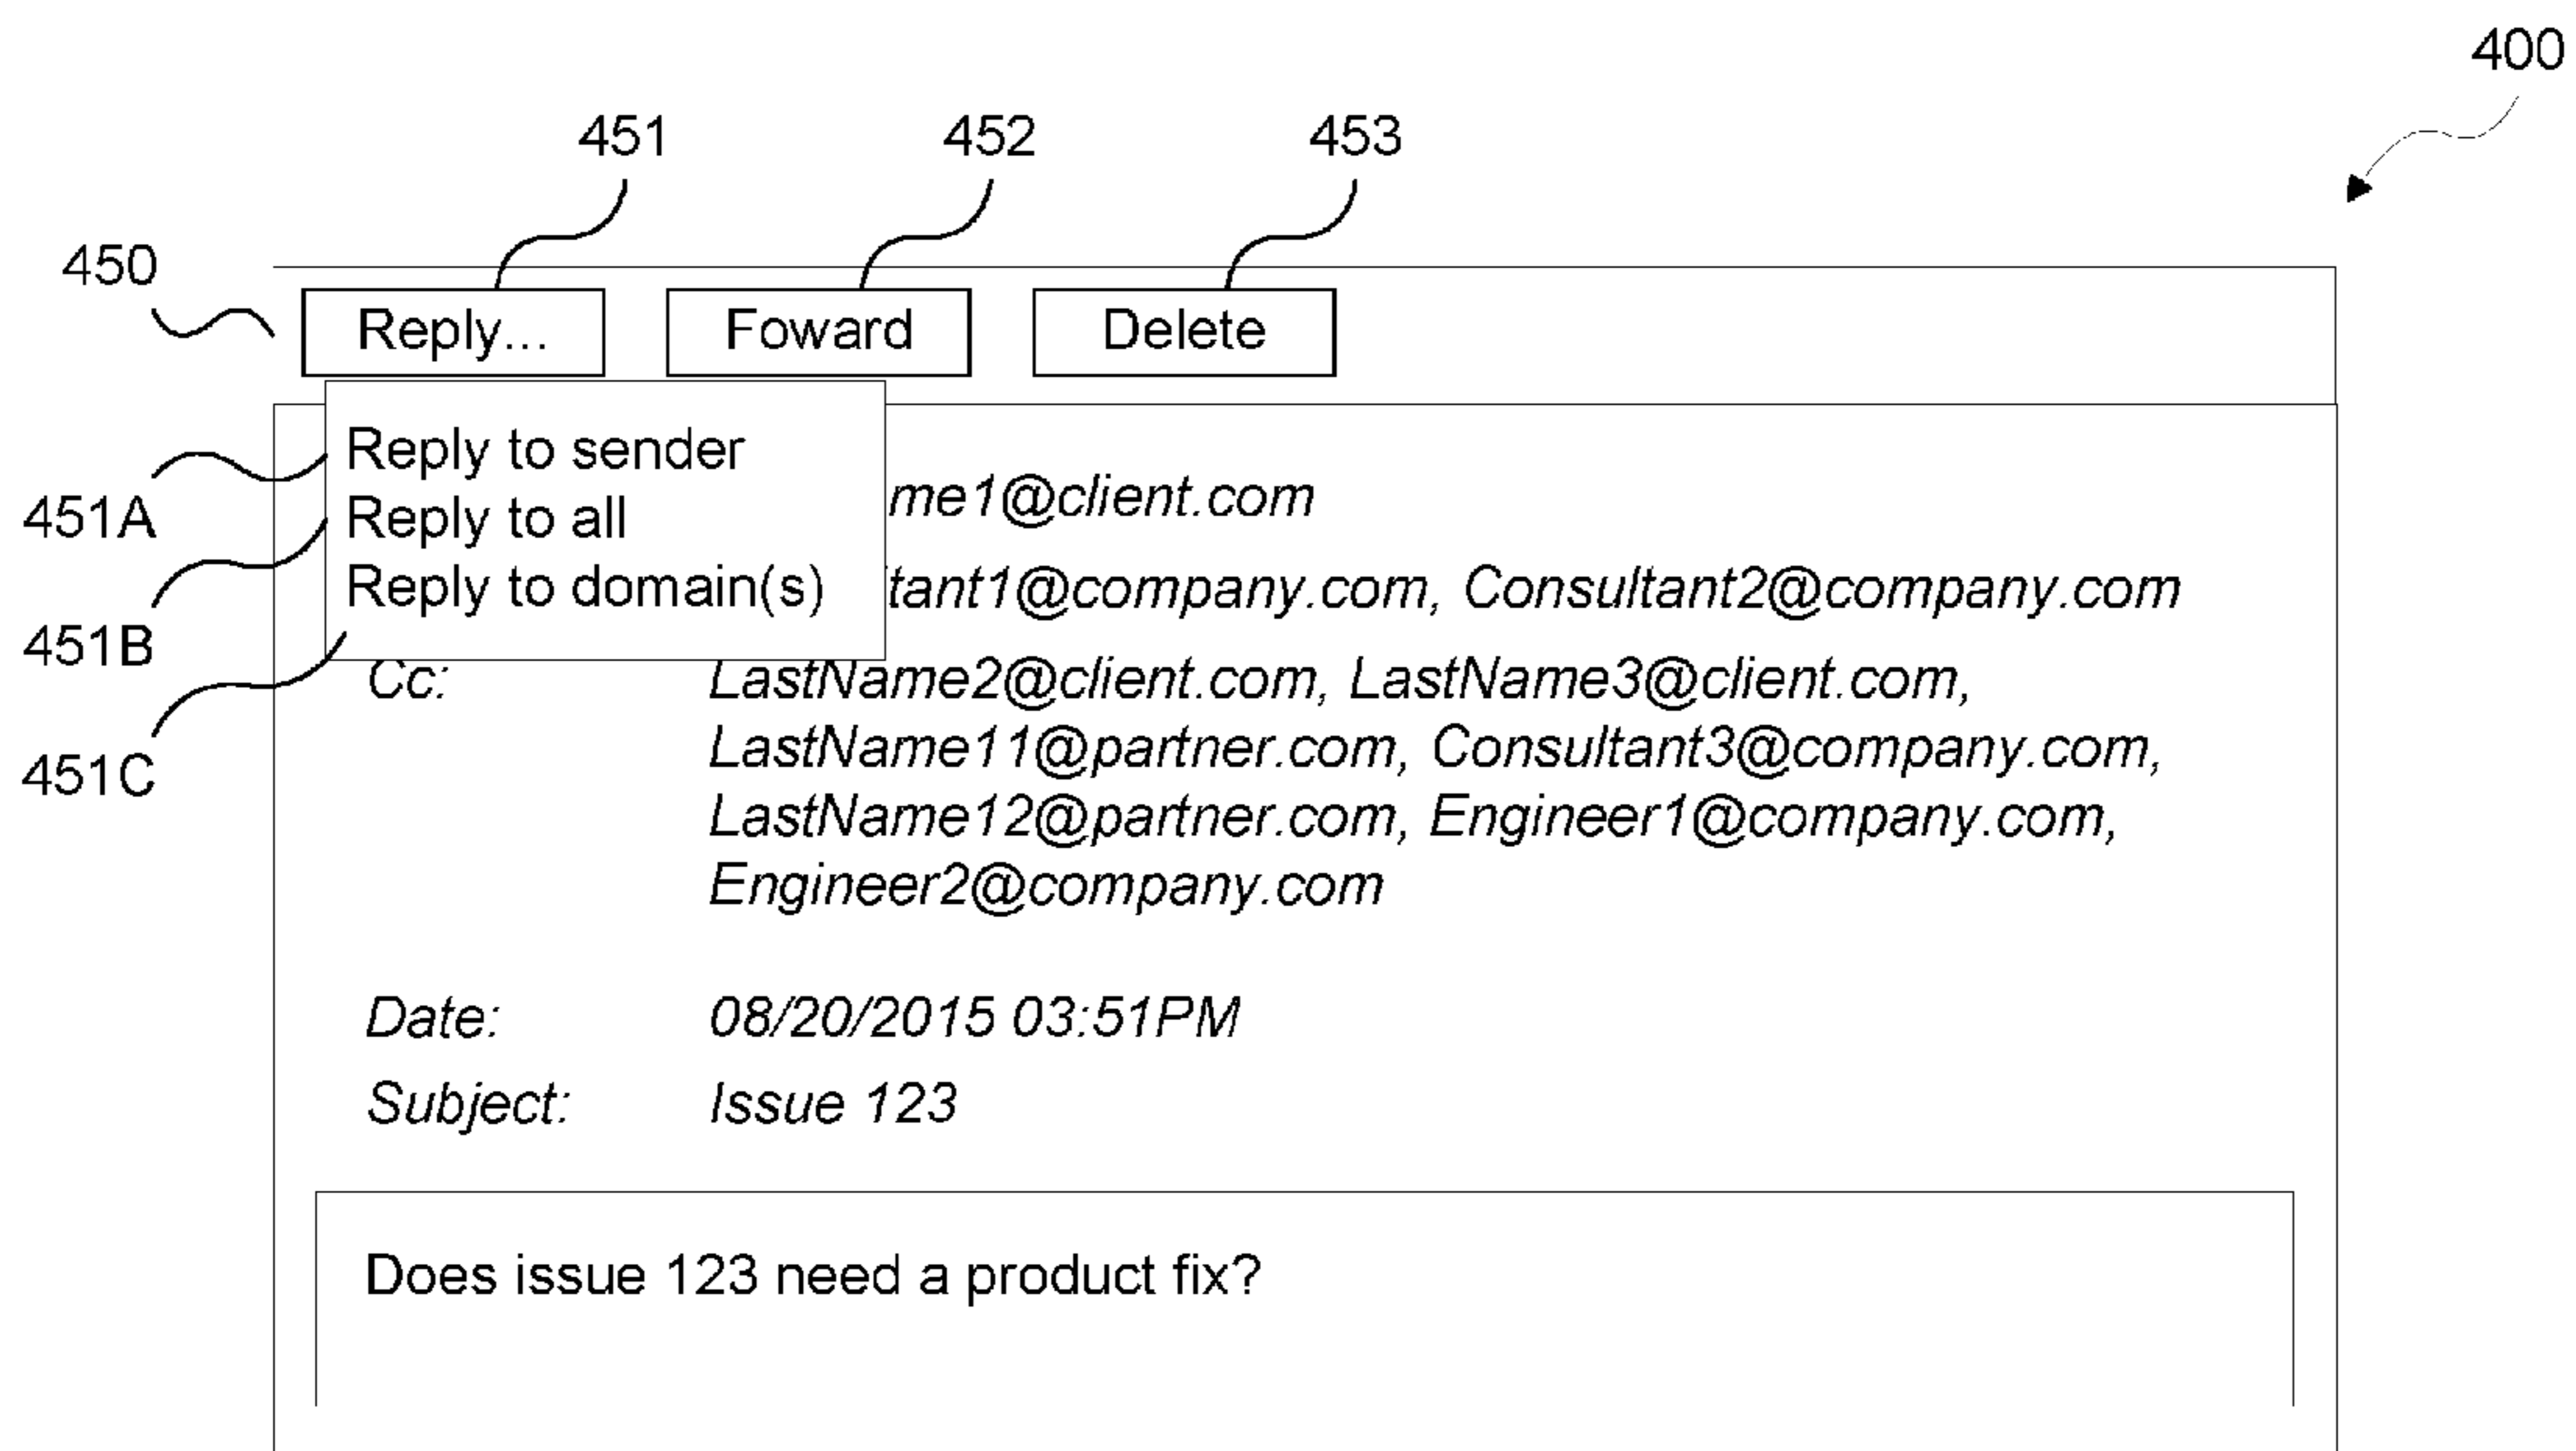 400
451 452 453
450
Reply... Foward Delete
Reply to sender
me1@client.com
451A
Reply to all
Reply to domain(s)
tant1@company.com, Consultant2@company.com
451B
Cc: LastName2@client.com, LastName3@client.com,
451C
LastName11@partner.com, Consultant3@company.com,
LastName12@partner.com, Engineer1@company.com,
Engineer2@company.com
Date: 08/20/2015 03:51PM
Subject: Issue 123
Does issue 123 need a product fix?